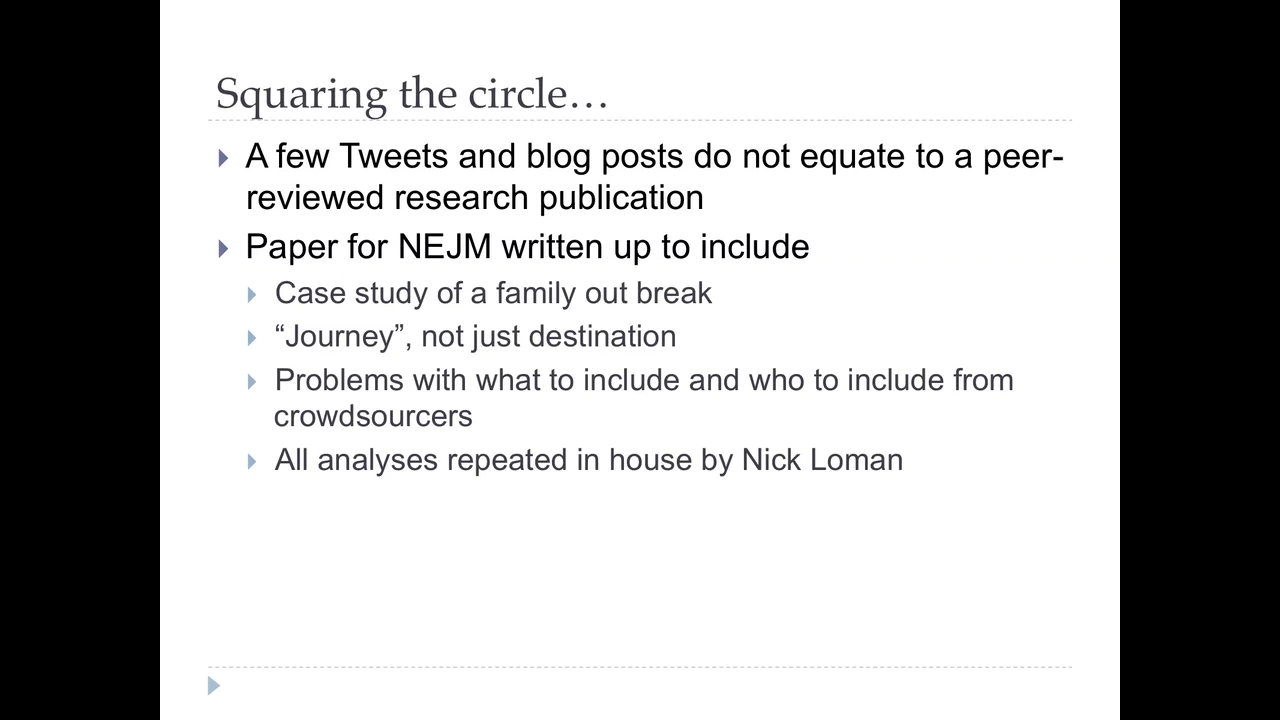 Squaring the circle…
A few Tweets and blog posts do not equate to a peer-
reviewed research publication
Paper for NEJM written up to include
Case study of a family out break
“Journey”, not just destination
Problems with what to include and who to include from
crowdsourcers
All analyses repeated in house by Nick Loman